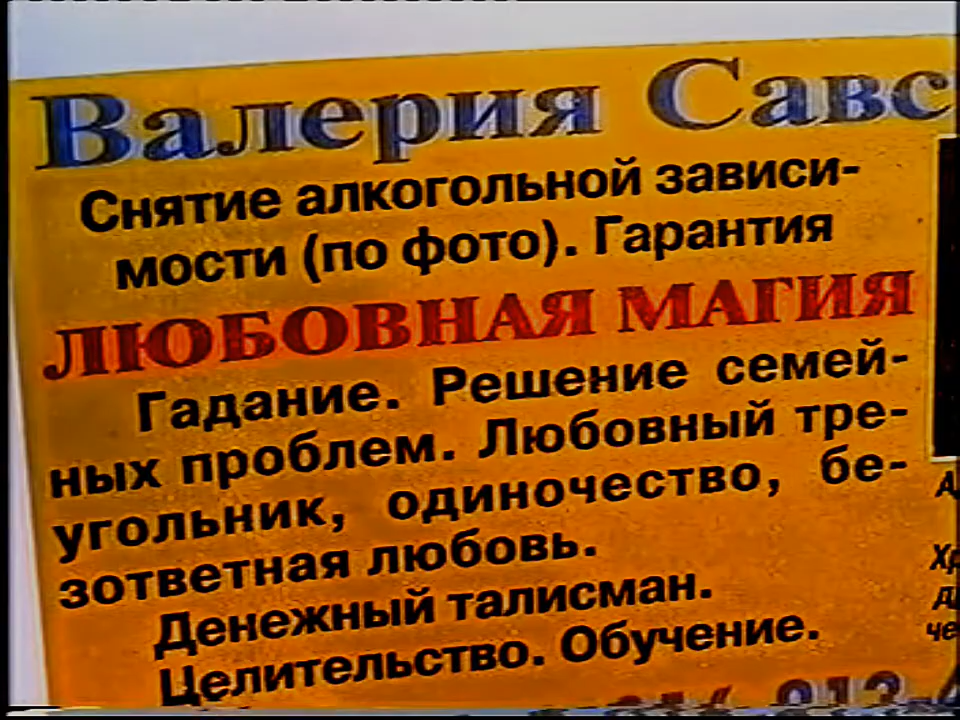 Валерия Савс
Снятие алкогольной зависи-
мости (по фото). Гарантия
ЛЮБОВНАЯ МАГИЯ
Гадание. Решение семей-
ных проблем. Любовный тре-
угольник, одиночество, бе-
зответная любовь.
Денежный талисман.
Целительство. Обучение.